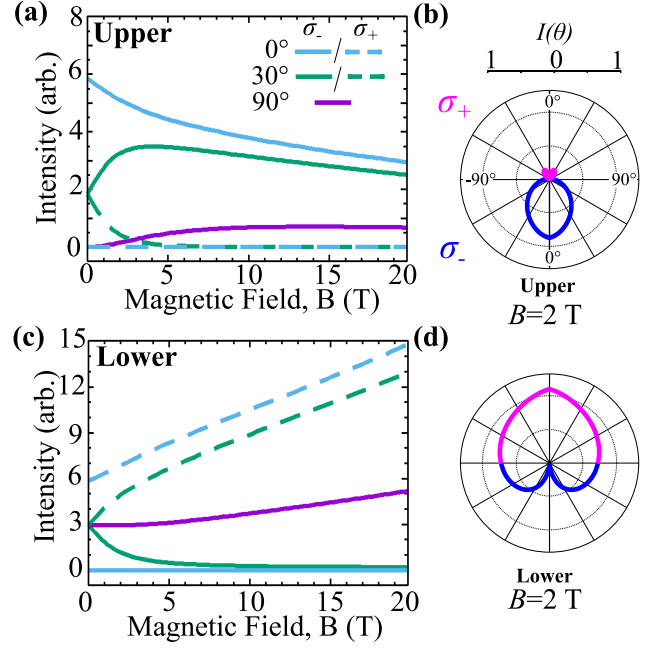 (a)
Upper
σ- σ+
0° /
30° /
90°
8
6
4
2
0
Intensity (arb.)
0 5 10 15 20
Magnetic Field, B (T)
(b)
I(θ)
1 0 1
σ+
0°
-90° 90°
σ-
0°
Upper
B=2 T
(c)
Lower
15
12
9
6
3
0
Intensity (arb.)
0 5 10 15 20
Magnetic Field, B (T)
(d)
Lower
B=2 T